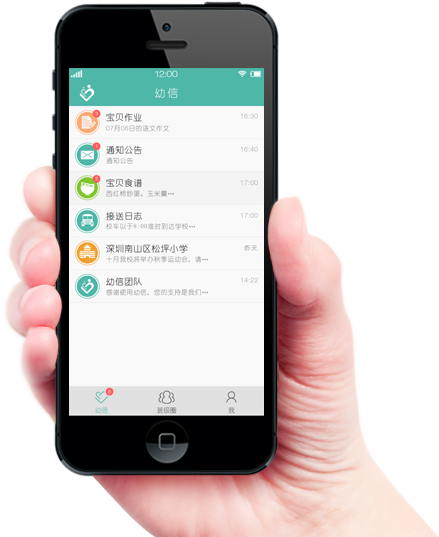 12:00
幼信
宝贝作业 16:30
07月06日的语文作文
通知公告 16:40
通知公告
宝贝食谱 17:00
西红柿炒蛋、玉米羹…
接送日志 17:00
校车以于8:00准时到达学校…
深圳南山区松坪小学 昨天
十月我校将举办秋季运动会，请…
幼信团队 14:22
感谢使用幼信，您的支持是我们…
幼信 班级圈 我